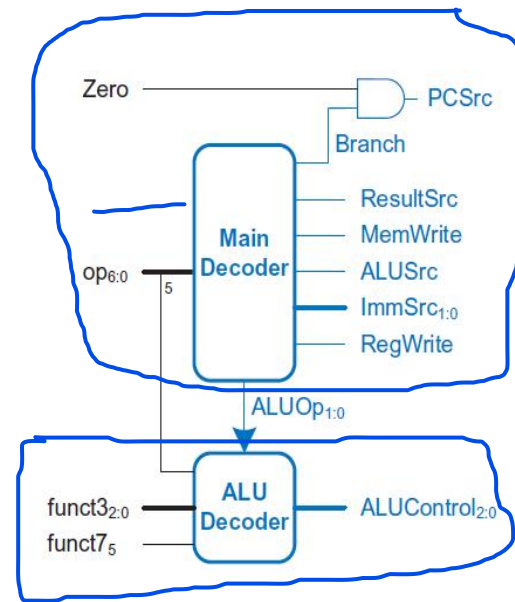 Zero
PCSrc
Branch
ResultSrc
Main
Decoder
MemWrite
op6:0
5
ALUSrc
ImmSrc1:0
RegWrite
ALUOp1:0
ALU
Decoder
funct32:0
ALUControl2:0
funct75